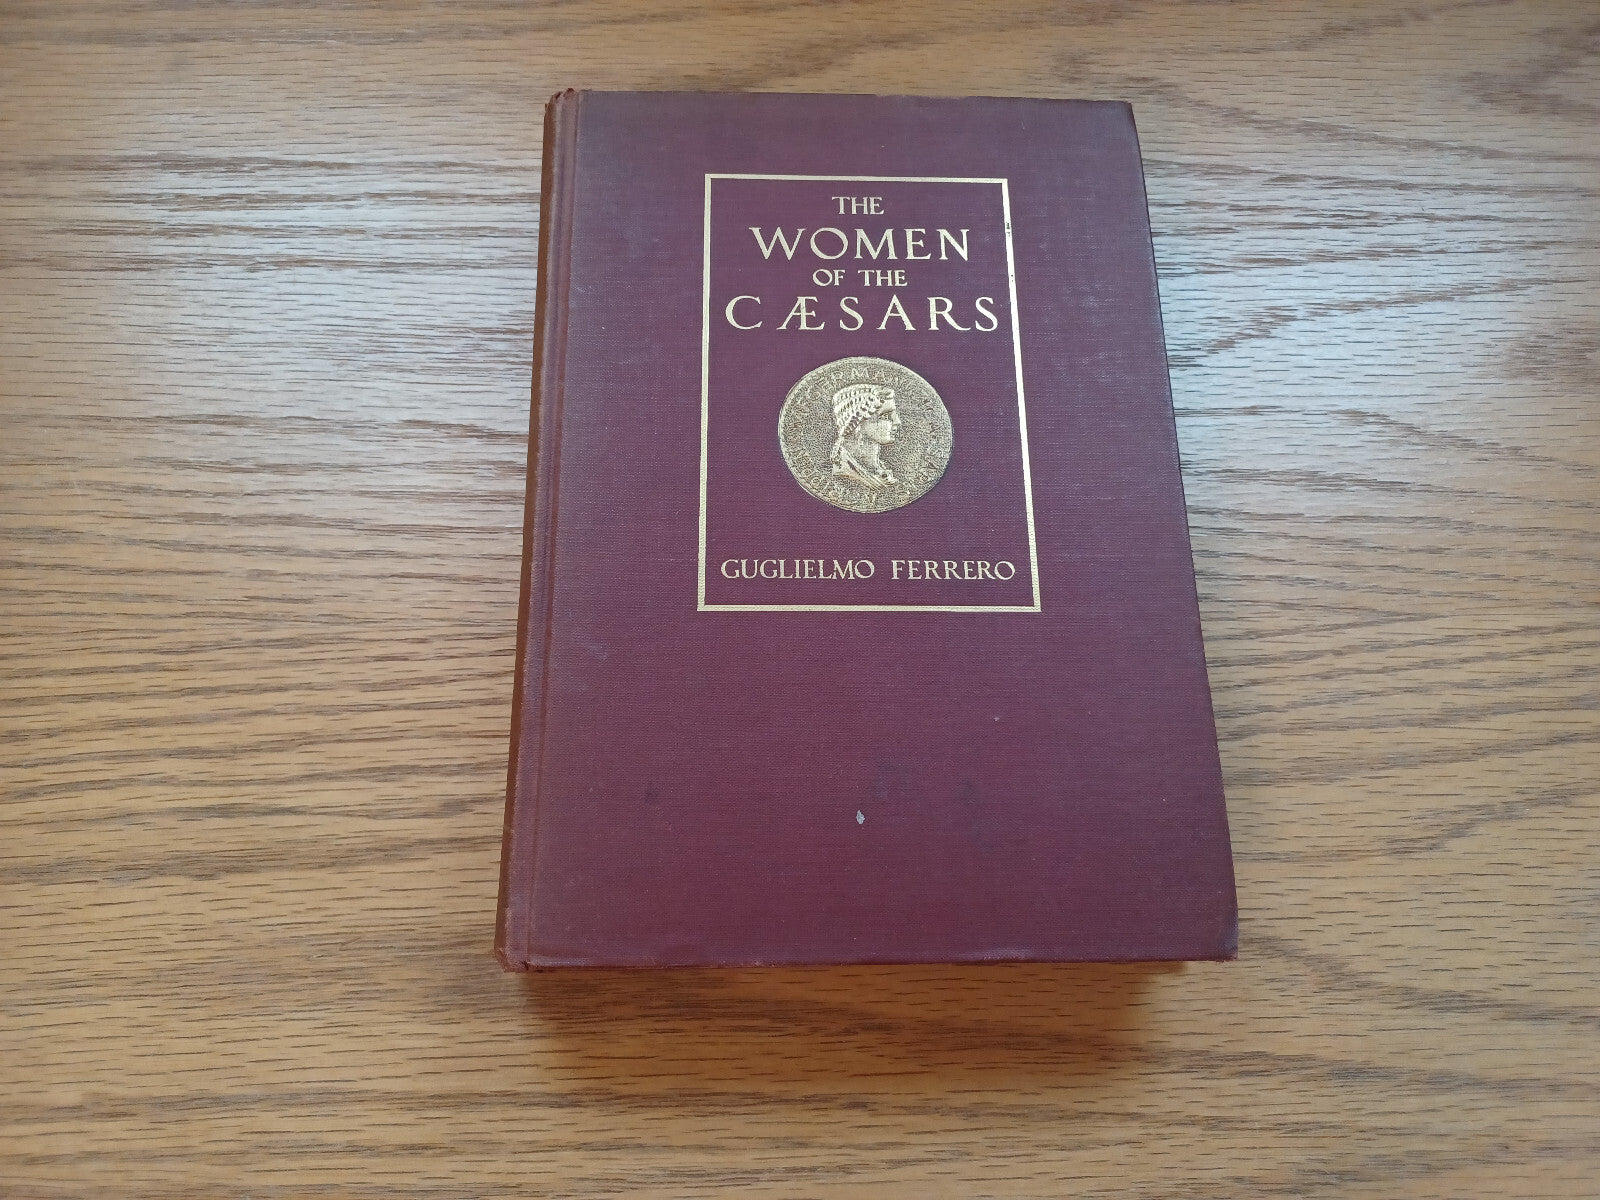 THE
WOMEN
OF THE
CÆSARS
GUGLIELMO FERRERO